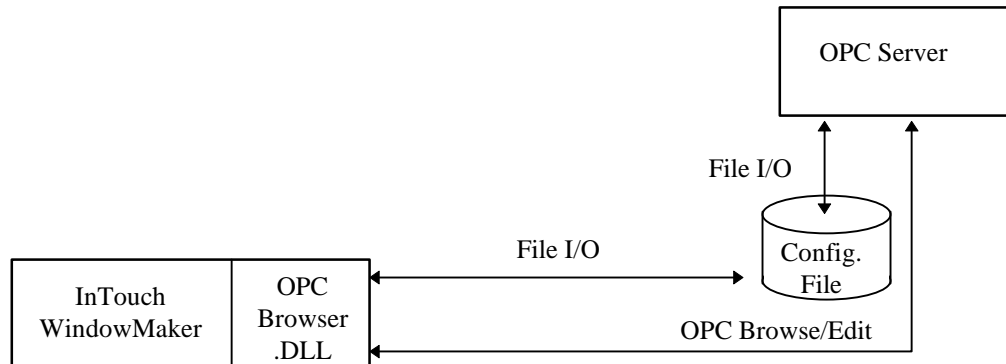 OPC Server
File I/O
File I/O
Config.
File
InTouch
WindowMaker
OPC
Browser
.DLL
OPC Browse/Edit